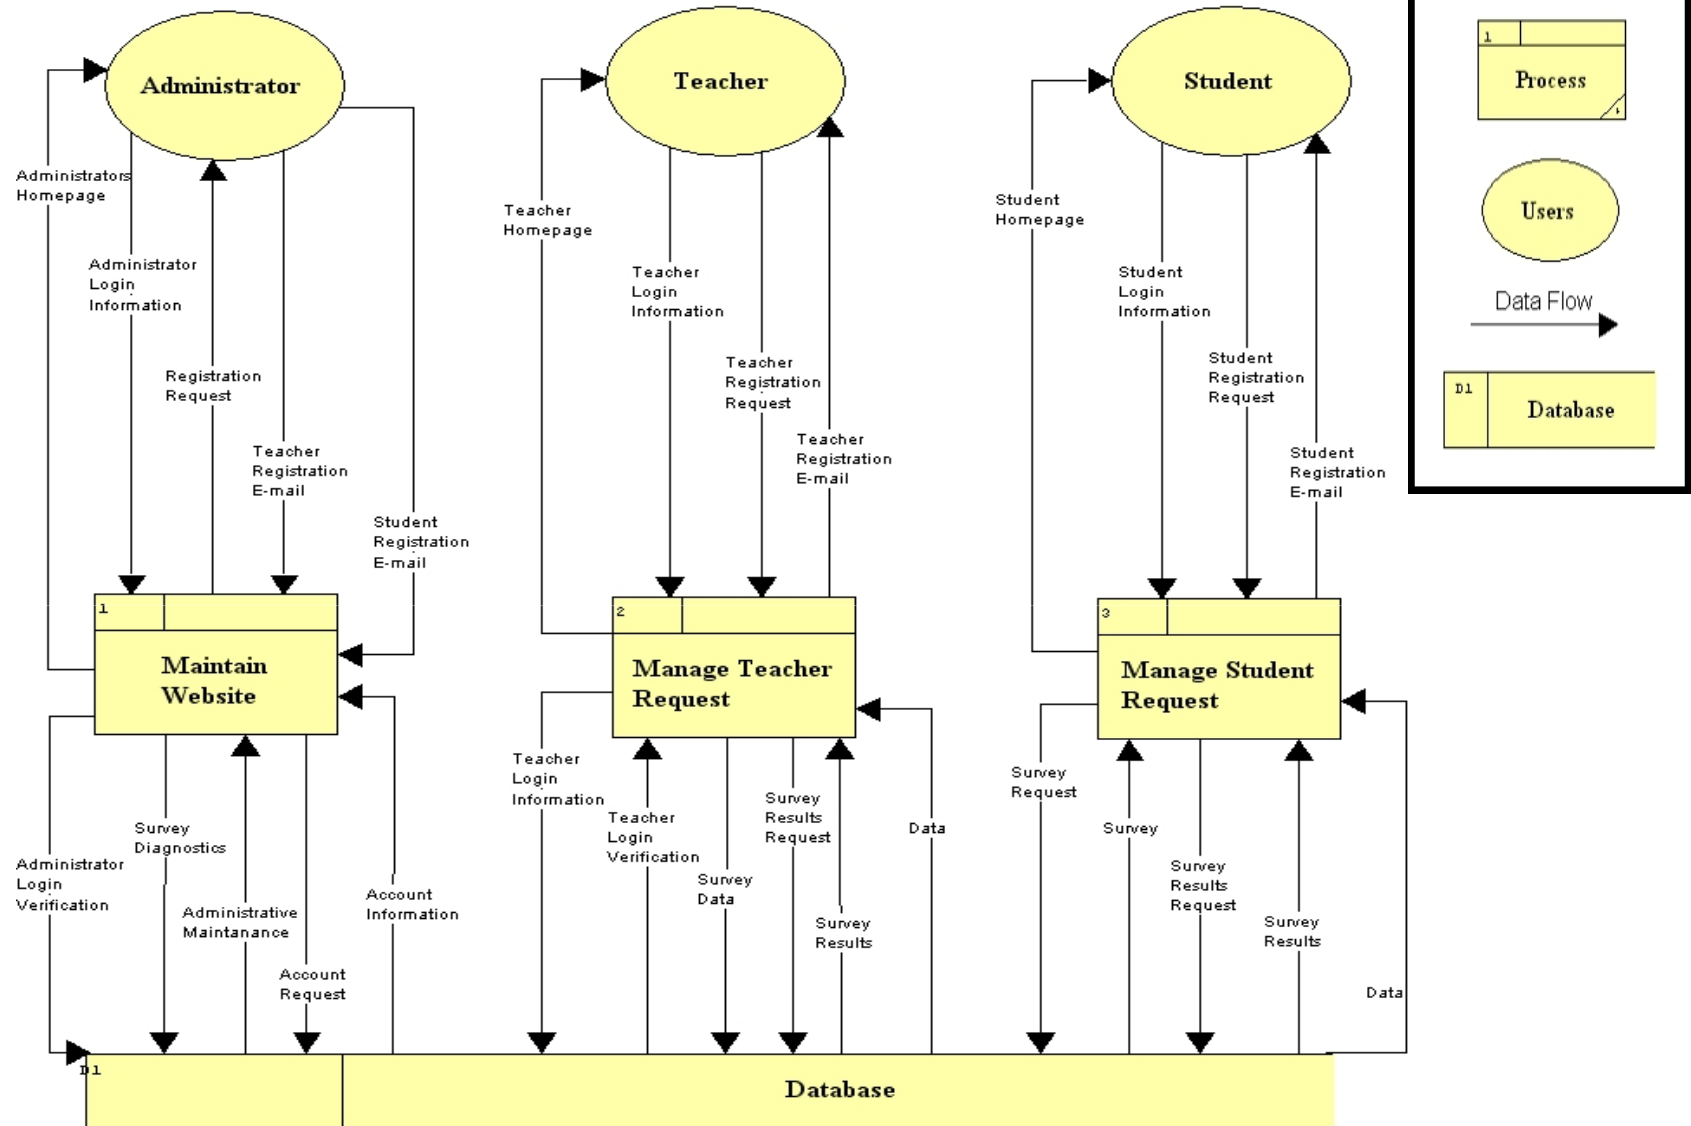 Administrator
Teacher
Student
Administrators
Homepage
Administrator
Login
Information
Registration
Request
Teacher
Registration
E-mail
Student
Registration
E-mail
Teacher
Homepage
Teacher
Login
Information
Teacher
Registration
Request
Teacher
Registration
E-mail
Student
Homepage
Student
Login
Information
Student
Registration
Request
Student
Registration
E-mail
1
Maintain
Website
2
Manage Teacher
Request
3
Manage Student
Request
Administrator
Login
Verification
Survey
Diagnostics
Administrative
Maintanance
Account
Request
Account
Information
Teacher
Login
Information
Teacher
Login
Verification
Survey
Data
Survey
Results
Request
Survey
Results
Data
Survey
Request
Survey
Survey
Results
Request
Survey
Results
Data
D1
Database
1
Process
Users
Data Flow
D1
Database